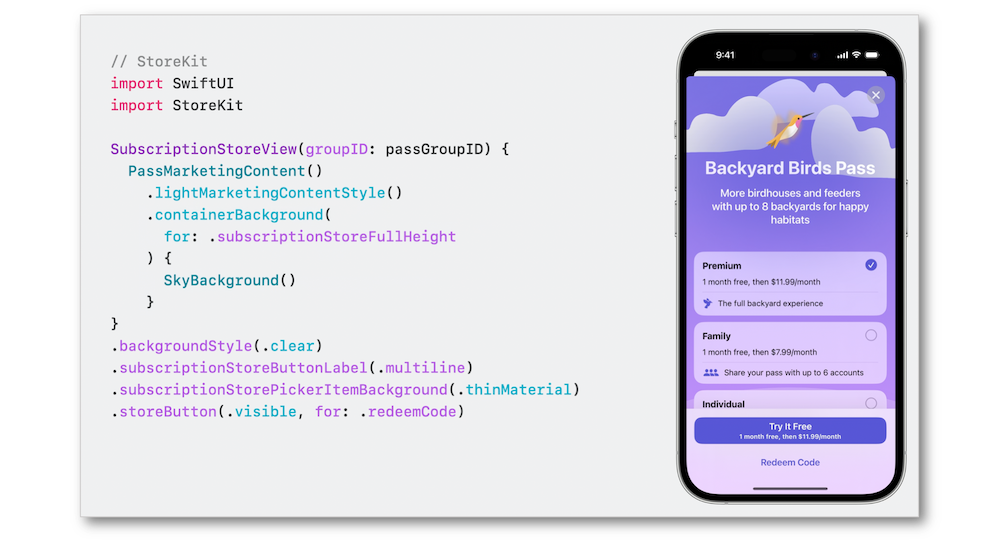 // StoreKit
import SwiftUI
import StoreKit
SubscriptionStoreView(groupID: passGroupID) {
PassMarketingContent()
.lightMarketingContentStyle()
.containerBackground(
for: .subscriptionStoreFullHeight
) {
SkyBackground()
}
}
.backgroundStyle(.clear)
.subscriptionStoreButtonLabel(.multiline)
.subscriptionStorePickerItemBackground(.thinMaterial)
.storeButton(.visible, for: .redeemCode)
9:41
Backyard Birds Pass
More birdhouses and feeders
with up to 8 backyards for happy
habitats
Premium
1 month free, then $11.99/month
The full backyard experience
Family
1 month free, then $7.99/month
Share your pass with up to 6 accounts
Individual
Try It Free
1 month free, then $11.99/month
Redeem Code